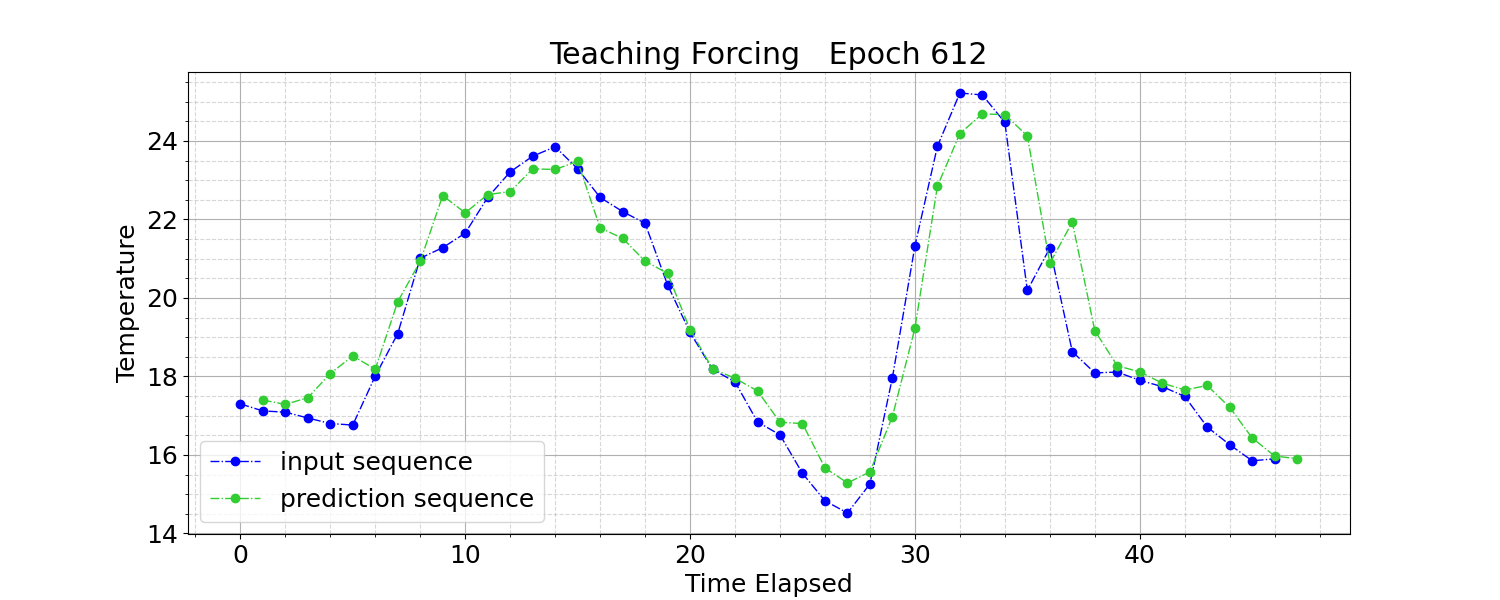 Teaching Forcing   Epoch 612
Temperature
24
22
20
18
16
14
input sequence
prediction sequence
0 10 20 30 40
Time Elapsed